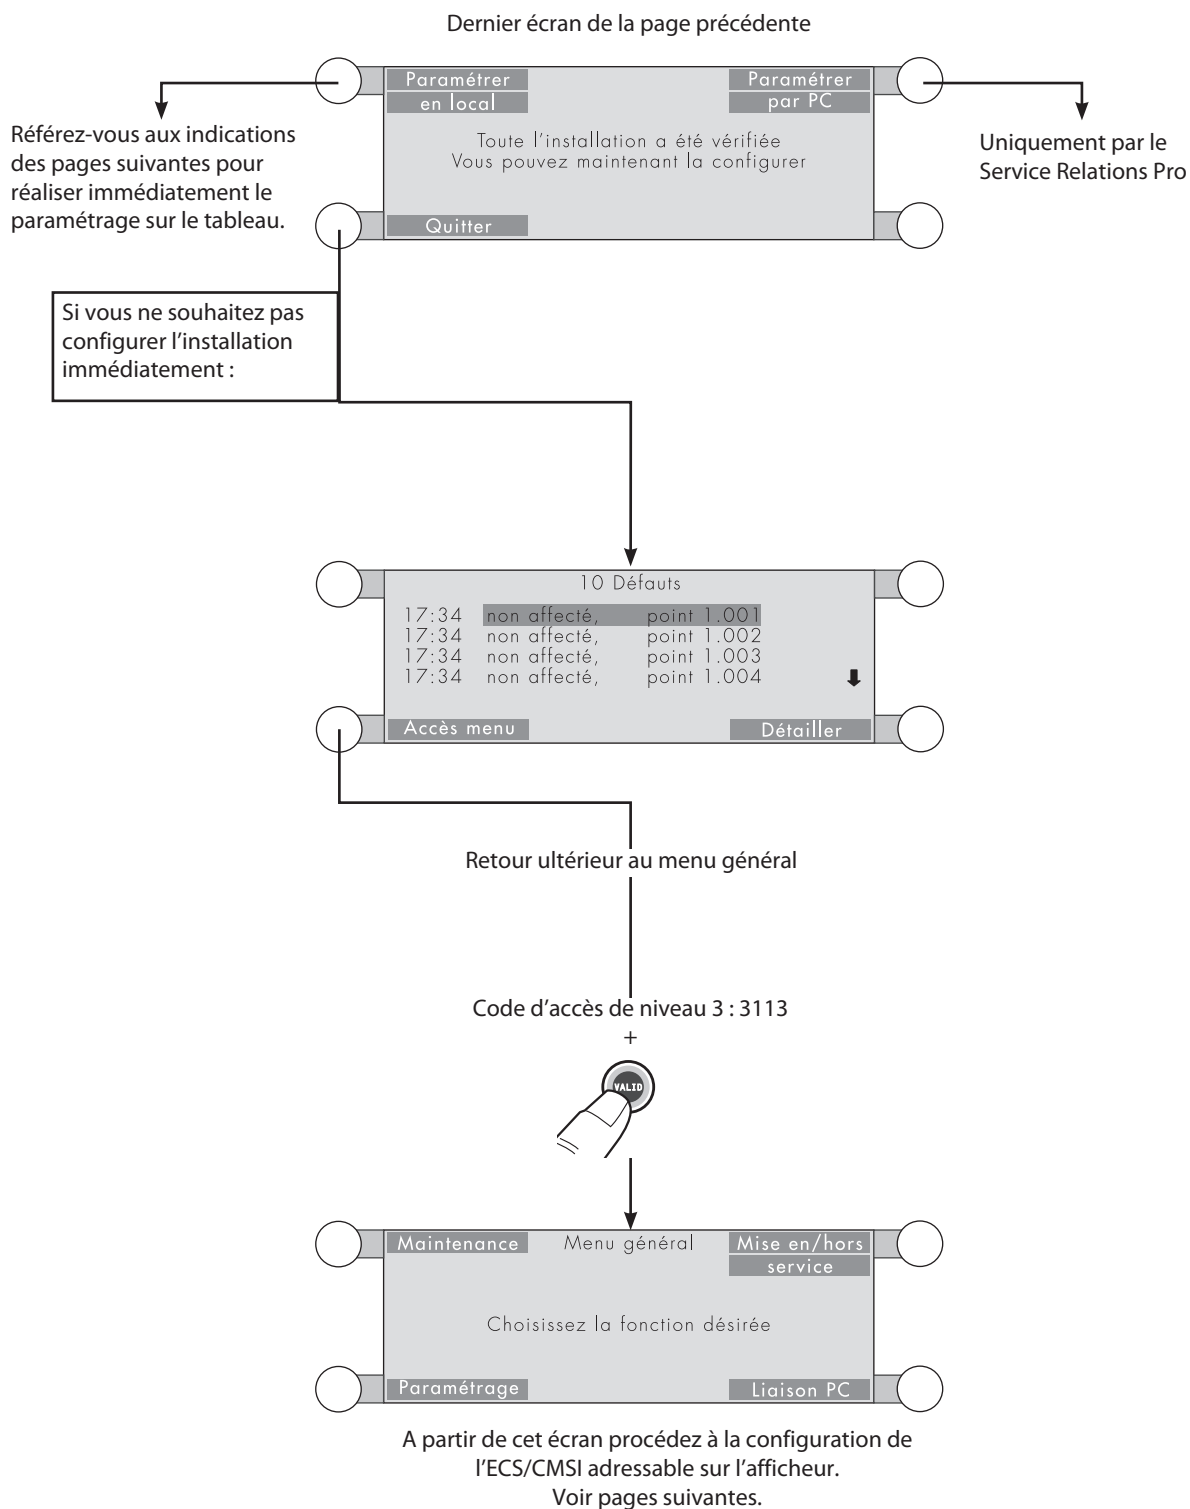 Dernier écran de la page précédente
Paramétrer
en local
Paramétrer
par PC
Toute l'installation a été vérifiée
Vous pouvez maintenant la configurer
Quitter
Référez-vous aux indications
des pages suivantes pour
réaliser immédiatement le
paramétrage sur le tableau.
Uniquement par le
Service Relations Pro
Si vous ne souhaitez pas
configurer l'installation
immédiatement :
10 Défauts
17:34 non affecté, point 1.001
17:34 non affecté, point 1.002
17:34 non affecté, point 1.003
17:34 non affecté, point 1.004
Accès menu
Détailler
Retour ultérieur au menu général
Code d'accès de niveau 3 : 3113
+
VALID
Maintenance
Menu général
Mise en/hors
service
Choisissez la fonction désirée
Paramétrage
Liaison PC
A partir de cet écran procédez à la configuration de
l'ECS/CMSI adressable sur l'afficheur.
Voir pages suivantes.